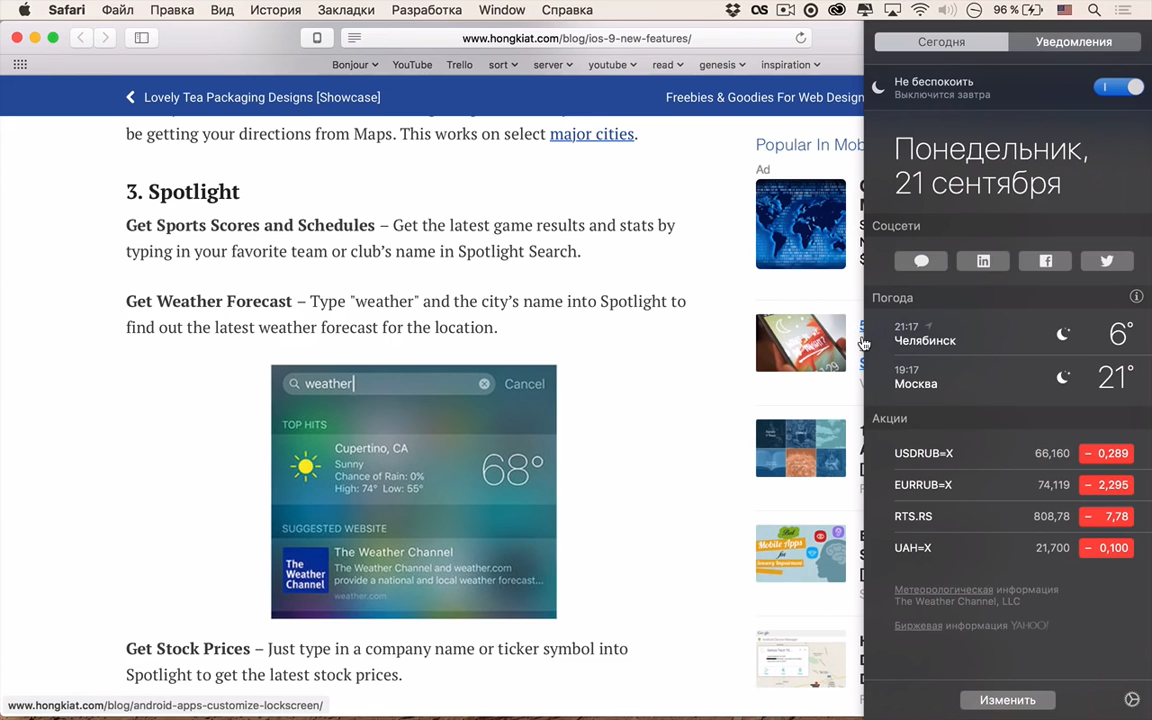 Safari Файл Правка Вид История Закладки Разработка Window Справка 96 %
www.hongkiat.com/blog/ios-9-new-features/
Bonjour YouTube Trello sort server youtube read genesis inspiration
Lovely Tea Packaging Designs [Showcase] Freebies & Goodies For Web Design
be getting your directions from Maps. This works on select major cities.
3. Spotlight
Get Sports Scores and Schedules – Get the latest game results and stats by
typing in your favorite team or club’s name in Spotlight Search.
Get Weather Forecast – Type "weather" and the city’s name into Spotlight to
find out the latest weather forecast for the location.
weather Cancel
TOP HITS
Cupertino, CA
Sunny
Chance of Rain: 0%
High: 74° Low: 55°
68°
SUGGESTED WEBSITE
The Weather Channel
The Weather Channel and weather.com
provide a national and local weather forecast...
weather.com
The
Weather
Channel
Get Stock Prices – Just type in a company name or ticker symbol into
Spotlight to get the latest stock prices.
www.hongkiat.com/blog/android-apps-customize-lockscreen/
Popular In Mob
Ad
Mobile Apps
for
Сегодня Уведомления
Не беспокоить
Выключится завтра
Понедельник,
21 сентября
Соцсети
Погода
21:17
Челябинск 6°
19:17
Москва 21°
Акции
USDRUB=X 66,160 − 0,289
EURRUB=X 74,119 − 2,295
RTS.RS 808,78 − 7,78
UAH=X 21,700 − 0,100
Метеорологическая информация
The Weather Channel, LLC
Биржевая информация YAHOO!
Изменить